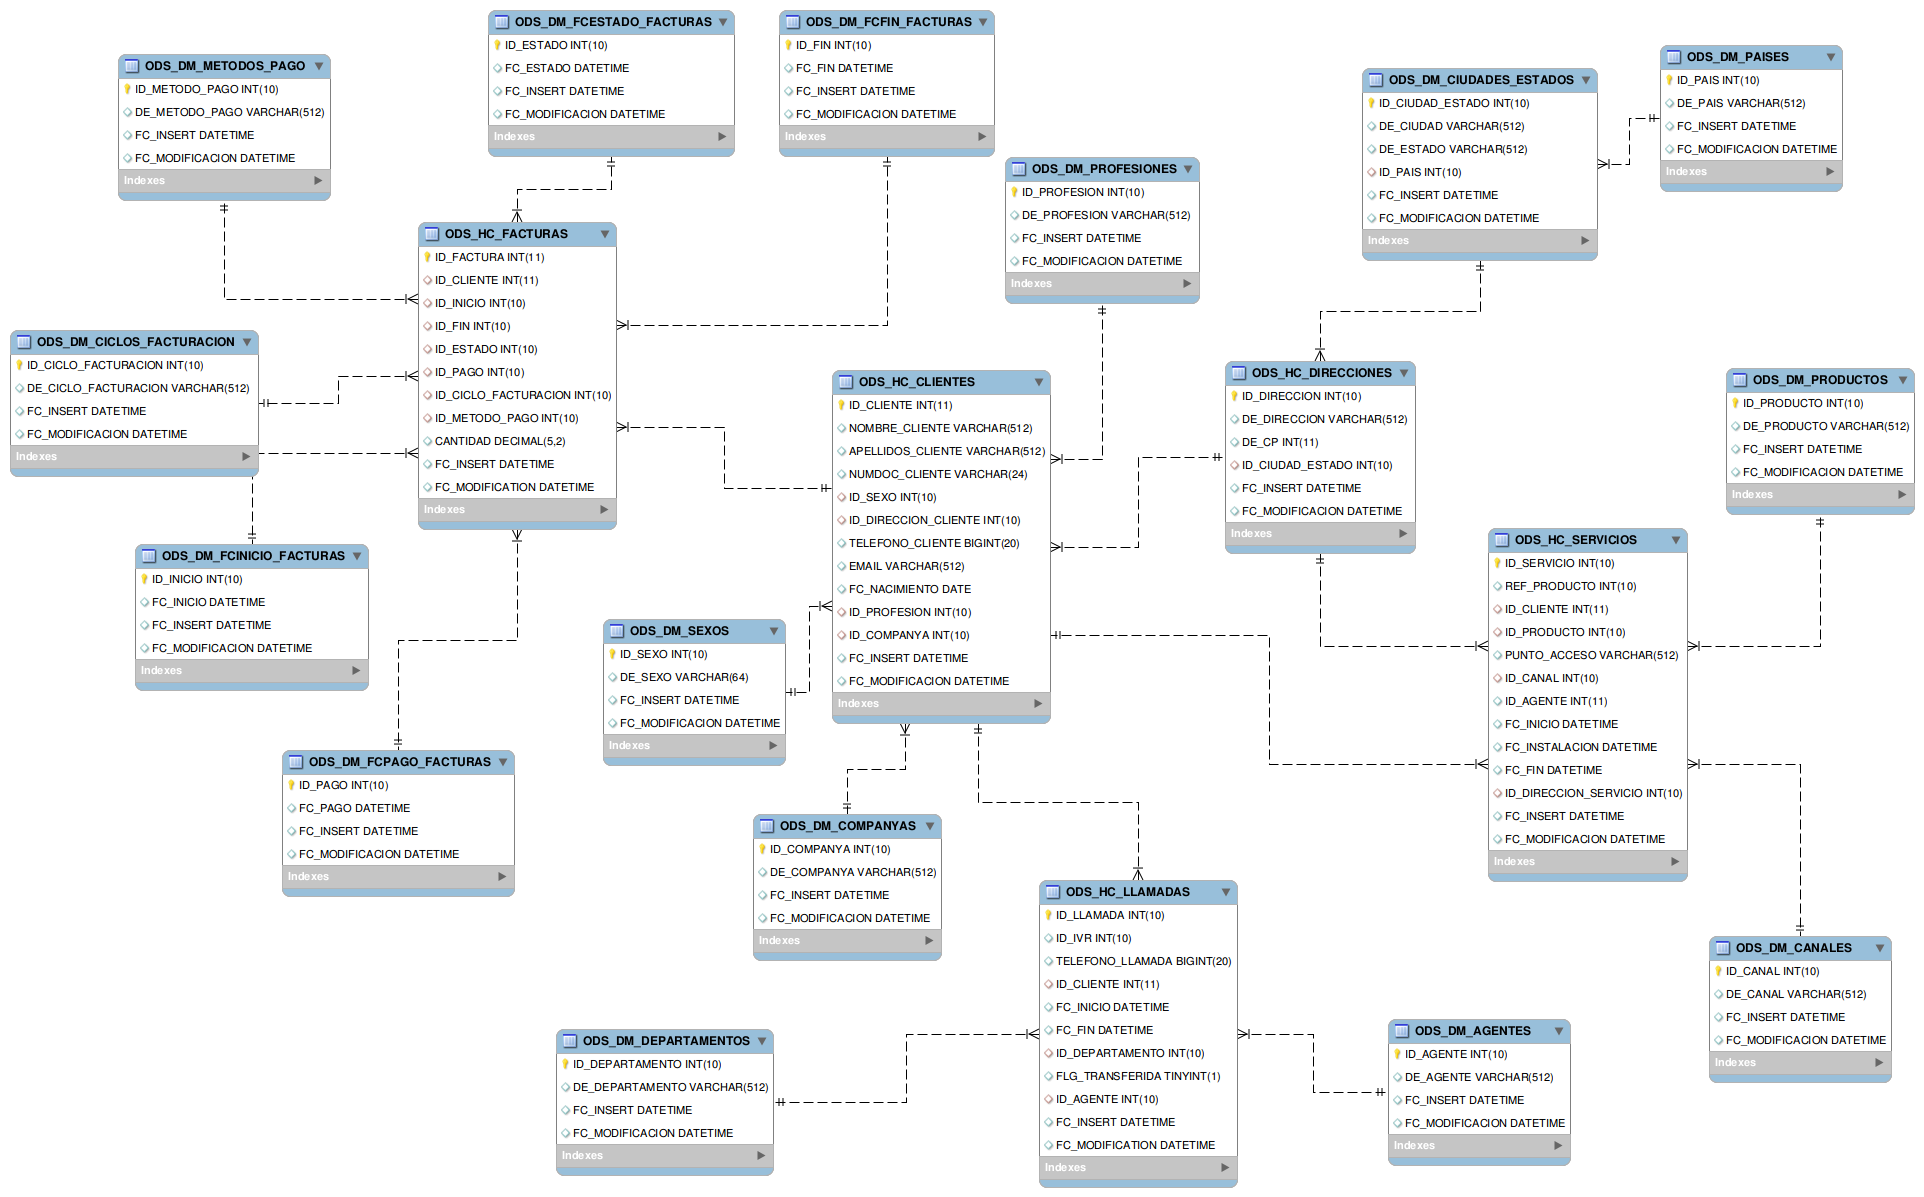 ODS_DM_METODOS_PAGO
ID_METODO_PAGO INT(10)
DE_METODO_PAGO VARCHAR(512)
FC_INSERT DATETIME
FC_MODIFICACION DATETIME
Indexes
ODS_DM_FCESTADO_FACTURAS
ID_ESTADO INT(10)
FC_ESTADO DATETIME
FC_INSERT DATETIME
FC_MODIFICACION DATETIME
Indexes
ODS_DM_FCFIN_FACTURAS
ID_FIN INT(10)
FC_FIN DATETIME
FC_INSERT DATETIME
FC_MODIFICACION DATETIME
Indexes
ODS_DM_PROFESIONES
ID_PROFESION INT(10)
DE_PROFESION VARCHAR(512)
FC_INSERT DATETIME
FC_MODIFICACION DATETIME
Indexes
ODS_DM_CIUDADES_ESTADOS
ID_CIUDAD_ESTADO INT(10)
DE_CIUDAD VARCHAR(512)
DE_ESTADO VARCHAR(512)
ID_PAIS INT(10)
FC_INSERT DATETIME
FC_MODIFICACION DATETIME
Indexes
ODS_DM_PAISES
ID_PAIS INT(10)
DE_PAIS VARCHAR(512)
FC_INSERT DATETIME
FC_MODIFICACION DATETIME
Indexes
ODS_HC_FACTURAS
ID_FACTURA INT(11)
ID_CLIENTE INT(11)
ID_INICIO INT(10)
ID_FIN INT(10)
ID_ESTADO INT(10)
ID_PAGO INT(10)
ID_CICLO_FACTURACION INT(10)
ID_METODO_PAGO INT(10)
CANTIDAD DECIMAL(5,2)
FC_INSERT DATETIME
FC_MODIFICATION DATETIME
Indexes
ODS_DM_CICLOS_FACTURACION
ID_CICLO_FACTURACION INT(10)
DE_CICLO_FACTURACION VARCHAR(512)
FC_INSERT DATETIME
FC_MODIFICACION DATETIME
Indexes
ODS_DM_FCINICIO_FACTURAS
ID_INICIO INT(10)
FC_INICIO DATETIME
FC_INSERT DATETIME
FC_MODIFICACION DATETIME
Indexes
ODS_DM_FCPAGO_FACTURAS
ID_PAGO INT(10)
FC_PAGO DATETIME
FC_INSERT DATETIME
FC_MODIFICACION DATETIME
Indexes
ODS_HC_CLIENTES
ID_CLIENTE INT(11)
NOMBRE_CLIENTE VARCHAR(512)
APELLIDOS_CLIENTE VARCHAR(512)
NUMDOC_CLIENTE VARCHAR(24)
ID_SEXO INT(10)
ID_DIRECCION_CLIENTE INT(10)
TELEFONO_CLIENTE BIGINT(20)
EMAIL VARCHAR(512)
FC_NACIMIENTO DATE
ID_PROFESION INT(10)
ID_COMPANYA INT(10)
FC_INSERT DATETIME
FC_MODIFICACION DATETIME
Indexes
ODS_HC_DIRECCIONES
ID_DIRECCION INT(10)
DE_DIRECCION VARCHAR(512)
DE_CP INT(11)
ID_CIUDAD_ESTADO INT(10)
FC_INSERT DATETIME
FC_MODIFICACION DATETIME
Indexes
ODS_DM_PRODUCTOS
ID_PRODUCTO INT(10)
DE_PRODUCTO VARCHAR(512)
FC_INSERT DATETIME
FC_MODIFICACION DATETIME
Indexes
ODS_HC_SERVICIOS
ID_SERVICIO INT(10)
REF_PRODUCTO INT(10)
ID_CLIENTE INT(11)
ID_PRODUCTO INT(10)
PUNTO_ACCESO VARCHAR(512)
ID_CANAL INT(10)
ID_AGENTE INT(11)
FC_INICIO DATETIME
FC_INSTALACION DATETIME
FC_FIN DATETIME
ID_DIRECCION_SERVICIO INT(10)
FC_INSERT DATETIME
FC_MODIFICACION DATETIME
Indexes
ODS_DM_SEXOS
ID_SEXO INT(10)
DE_SEXO VARCHAR(64)
FC_INSERT DATETIME
FC_MODIFICACION DATETIME
Indexes
ODS_DM_COMPANYAS
ID_COMPANYA INT(10)
DE_COMPANYA VARCHAR(512)
FC_INSERT DATETIME
FC_MODIFICACION DATETIME
Indexes
ODS_HC_LLAMADAS
ID_LLAMADA INT(10)
ID_IVR INT(10)
TELEFONO_LLAMADA BIGINT(20)
ID_CLIENTE INT(11)
FC_INICIO DATETIME
FC_FIN DATETIME
ID_DEPARTAMENTO INT(10)
FLG_TRANSFERIDA TINYINT(1)
ID_AGENTE INT(10)
FC_INSERT DATETIME
FC_MODIFICATION DATETIME
Indexes
ODS_DM_DEPARTAMENTOS
ID_DEPARTAMENTO INT(10)
DE_DEPARTAMENTO VARCHAR(512)
FC_INSERT DATETIME
FC_MODIFICACION DATETIME
Indexes
ODS_DM_AGENTES
ID_AGENTE INT(10)
DE_AGENTE VARCHAR(512)
FC_INSERT DATETIME
FC_MODIFICACION DATETIME
Indexes
ODS_DM_CANALES
ID_CANAL INT(10)
DE_CANAL VARCHAR(512)
FC_INSERT DATETIME
FC_MODIFICACION DATETIME
Indexes